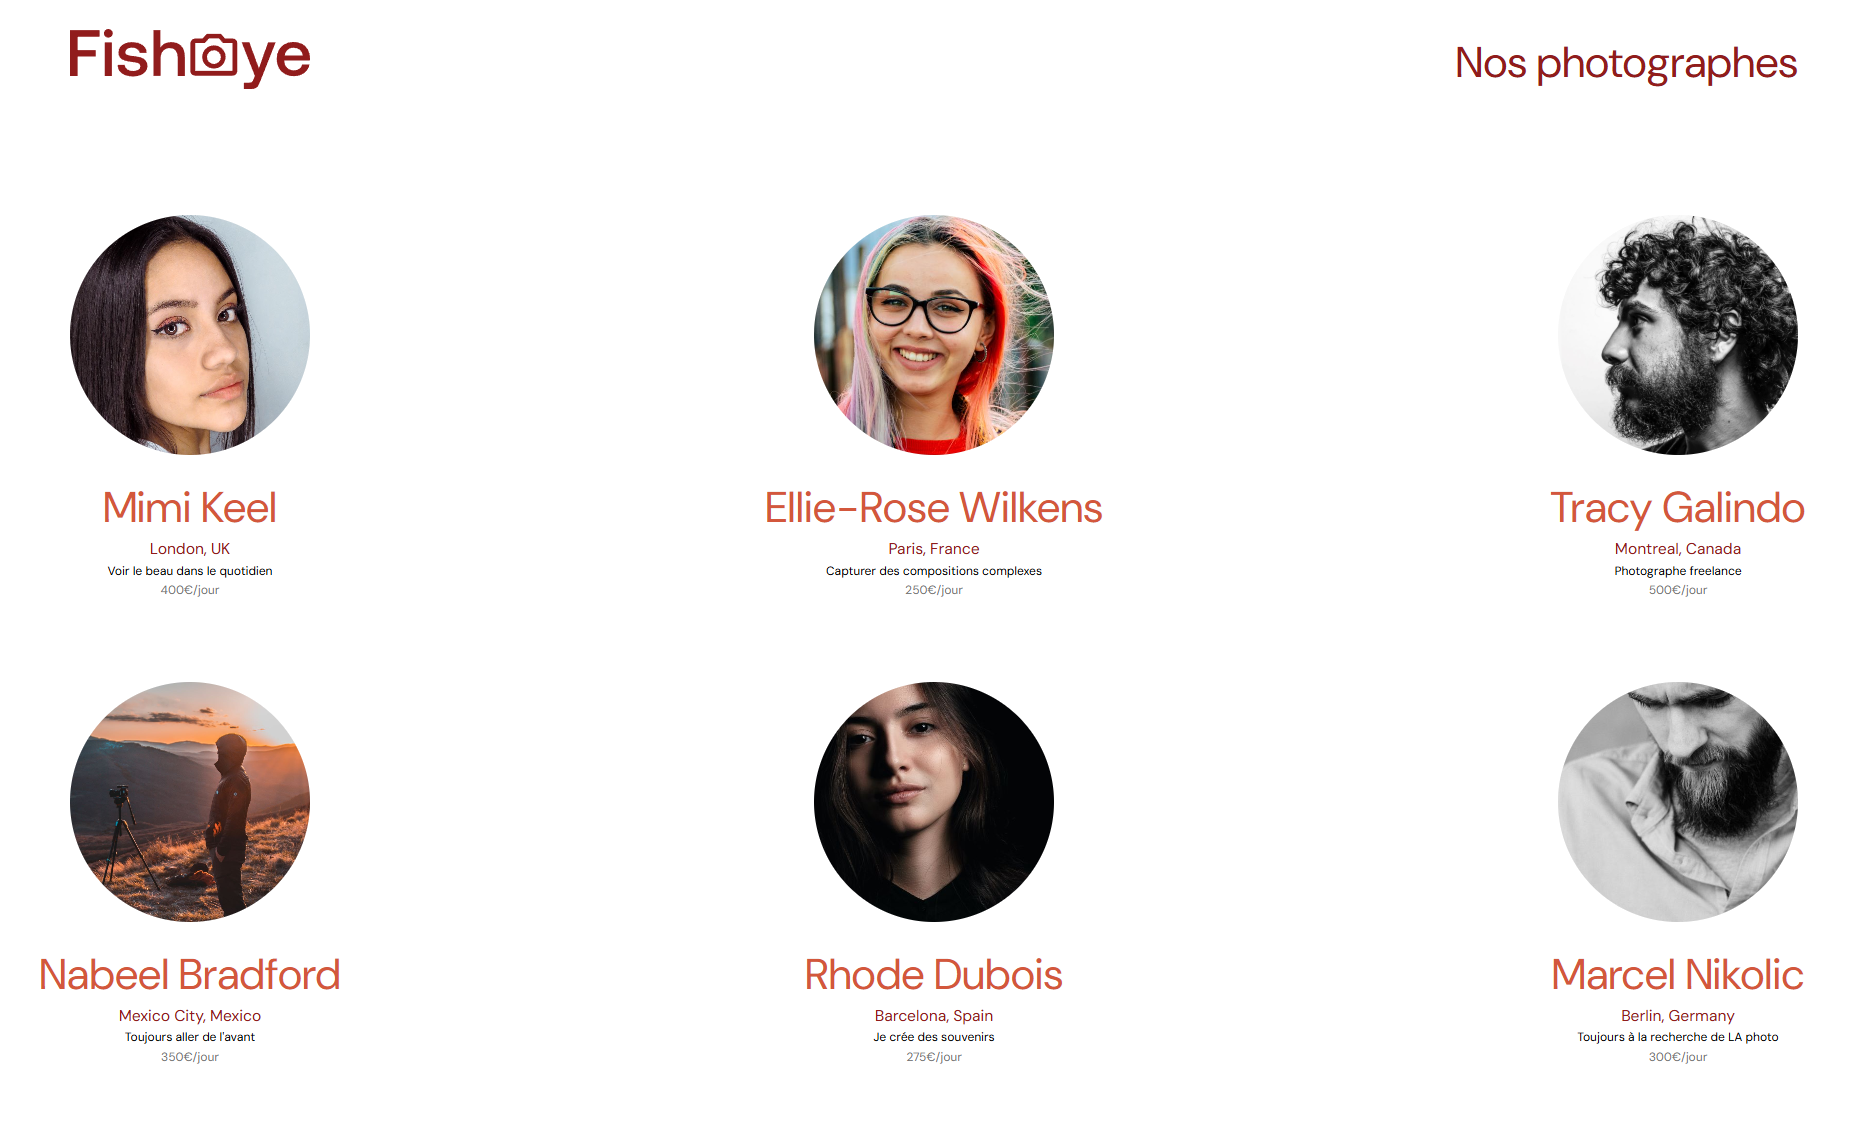 Fisheye
Nos photographes
Mimi Keel
London, UK
Voir le beau dans le quotidien
400€/jour
Ellie-Rose Wilkens
Paris, France
Capturer des compositions complexes
250€/jour
Tracy Galindo
Montreal, Canada
Photographe freelance
500€/jour
Nabeel Bradford
Mexico City, Mexico
Toujours aller de l'avant
350€/jour
Rhode Dubois
Barcelona, Spain
Je crée des souvenirs
275€/jour
Marcel Nikolic
Berlin, Germany
Toujours à la recherche de LA photo
300€/jour